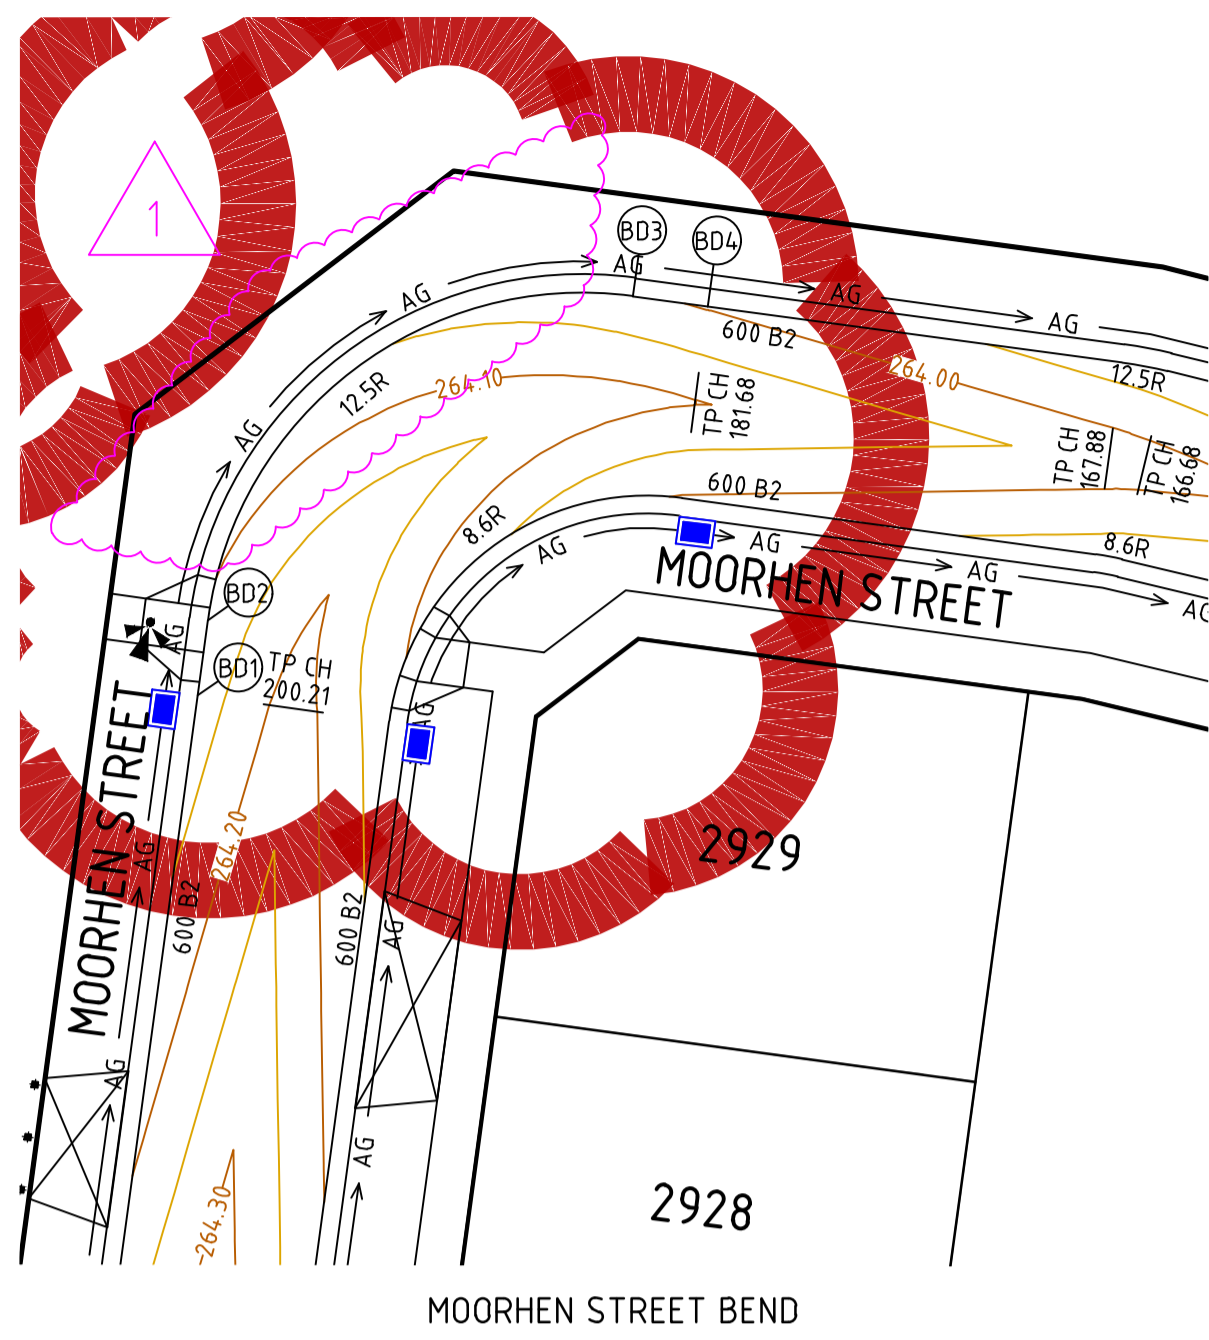 1
BD3
BD4
AG
AG
AG
AG
600 B2
264.00
12.5R
12.5R
264.10
TP CH
181.68
AG
TP CH
167.88
TP CH
166.68
600 B2
8.6R
AG
AG
8.6R
AG
AG
MOORHEN STREET
BD2
AG
BD1
TP CH
200.21
AG
MOORHEN STREET
264.20
2929
AG
600 B2
600 B2
AG
AG
AG
2928
264.30
MOORHEN STREET BEND